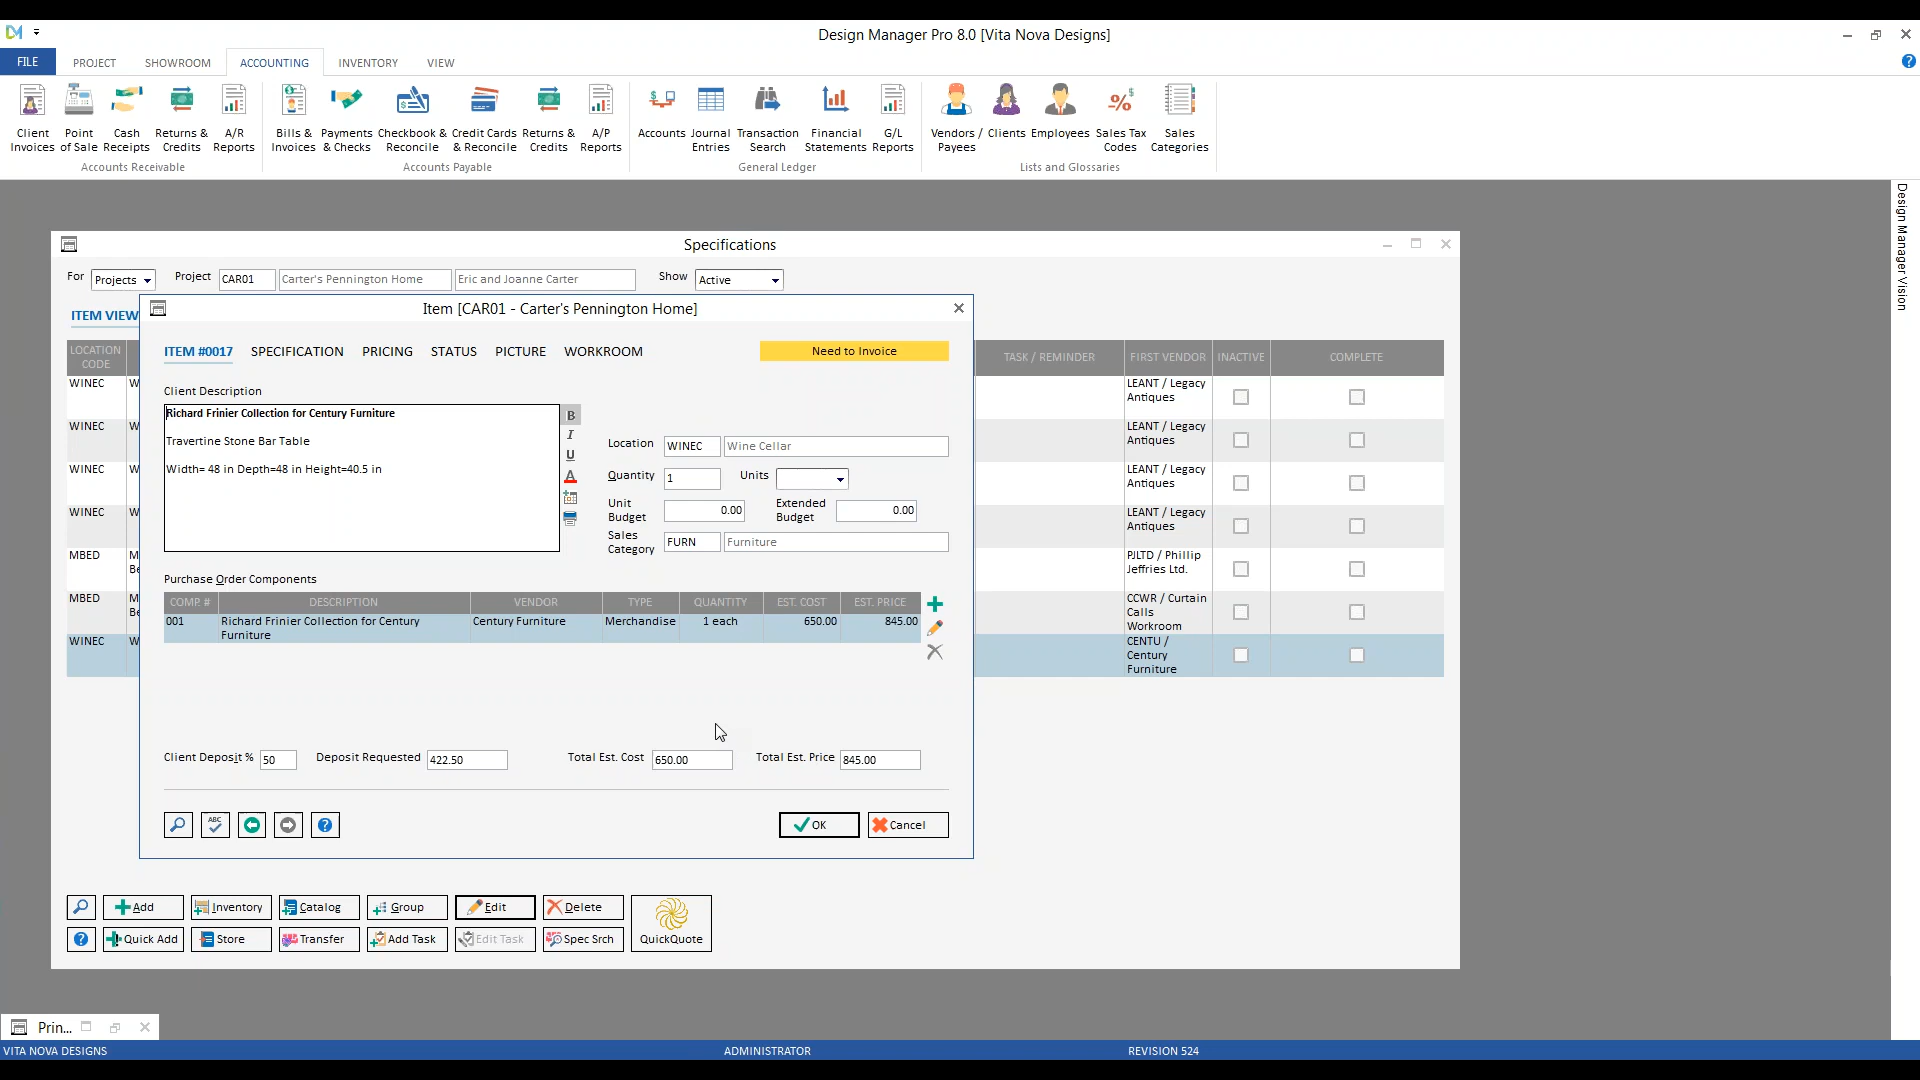 Design Manager Pro 8.0 [Vita Nova Designs]
FILE PROJECT SHOWROOM ACCOUNTING INVENTORY VIEW
Client Invoices
Point of Sale
Cash Receipts
Returns & Credits
A/R Reports
Bills & Invoices
Payments & Checks
Checkbook & Reconcile
Credit Cards & Reconcile
Returns & Credits
A/P Reports
Accounts
Journal Entries
Transaction Search
Financial Statements
G/L Reports
Vendors / Payees
Clients
Employees
Sales Tax Codes
Sales Categories
Accounts Receivable
Accounts Payable
General Ledger
Lists and Glossaries
Design Manager Vision
Specifications
For Projects Project CAR01 Carter's Pennington Home Eric and Joanne Carter Show Active
ITEM VIEW
LOCATION CODE
TASK / REMINDER FIRST VENDOR INACTIVE COMPLETE
WINEC W LEANT / Legacy Antiques
WINEC W LEANT / Legacy Antiques
WINEC W LEANT / Legacy Antiques
WINEC W LEANT / Legacy Antiques
MBED M Be PJLTD / Phillip Jeffries Ltd.
MBED M Be CCWR / Curtain Calls Workroom
WINEC W CENTU / Century Furniture
Item [CAR01 - Carter's Pennington Home]
ITEM #0017 SPECIFICATION PRICING STATUS PICTURE WORKROOM
Need to Invoice
Client Description
Richard Frinier Collection for Century Furniture
Travertine Stone Bar Table
Width= 48 in Depth=48 in Height=40.5 in
B
I
U
A
Location WINEC Wine Cellar
Quantity 1 Units
Unit Budget 0.00 Extended Budget 0.00
Sales Category FURN Furniture
Purchase Order Components
COMP. # DESCRIPTION VENDOR TYPE QUANTITY EST. COST EST. PRICE
001 Richard Frinier Collection for Century Furniture Century Furniture Merchandise 1 each 650.00 845.00
Client Deposit % 50 Deposit Requested 422.50 Total Est. Cost 650.00 Total Est. Price 845.00
ABC
OK Cancel
Add Inventory Catalog Group Edit Delete
Quick Add Store Transfer Add Task Edit Task Spec Srch QuickQuote
Prin...
VITA NOVA DESIGNS ADMINISTRATOR REVISION 524